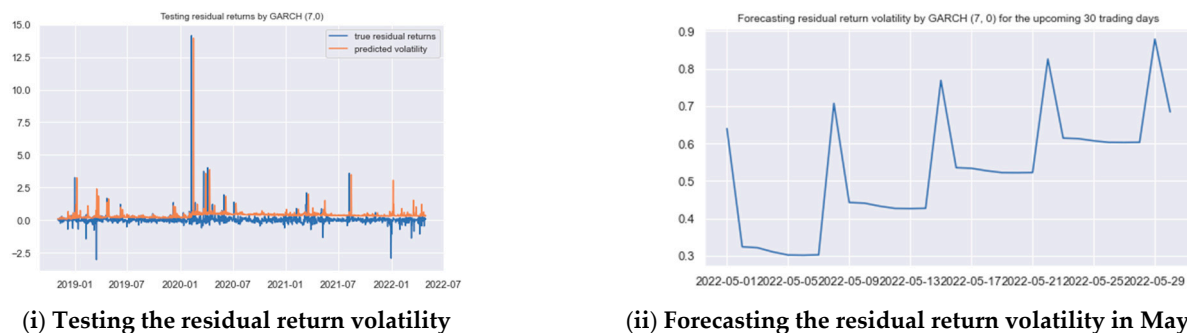 Testing residual returns by GARCH (7,0)
15.0
12.5
10.0
7.5
5.0
2.5
0.0
−2.5
true residual returns
predicted volatility
2019-01 2019-07 2020-01 2020-07 2021-01 2021-07 2022-01 2022-07
(i) Testing the residual return volatility
Forecasting residual return volatility by GARCH (7, 0) for the upcoming 30 trading days
0.9
0.8
0.7
0.6
0.5
0.4
0.3
2022-05-012022-05-052022-05-092022-05-132022-05-172022-05-212022-05-252022-05-29
(ii) Forecasting the residual return volatility in May